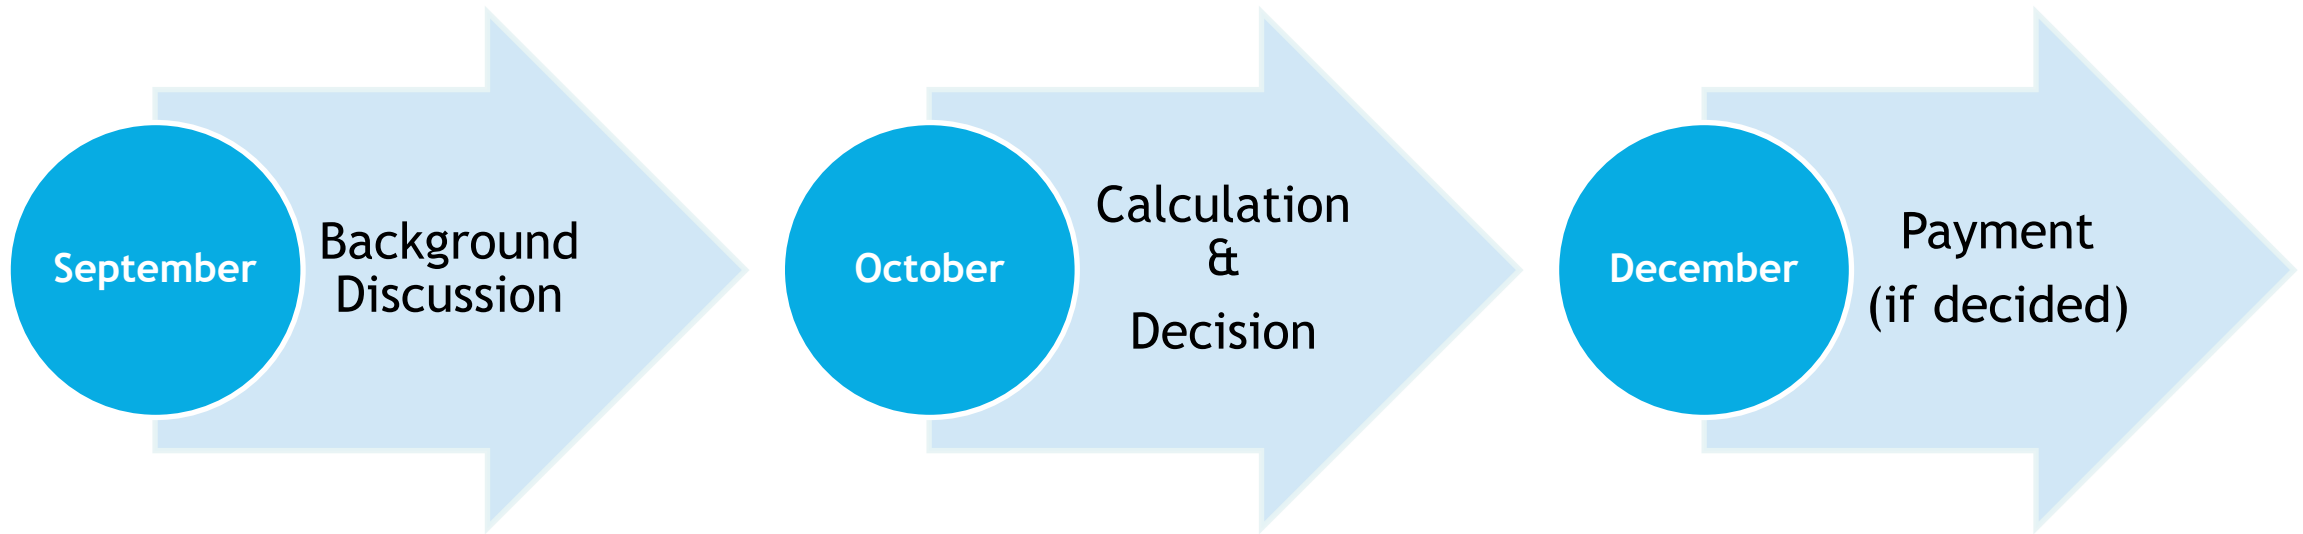 September
Background
Discussion
October
Calculation
&
Decision
December
Payment
(if decided)